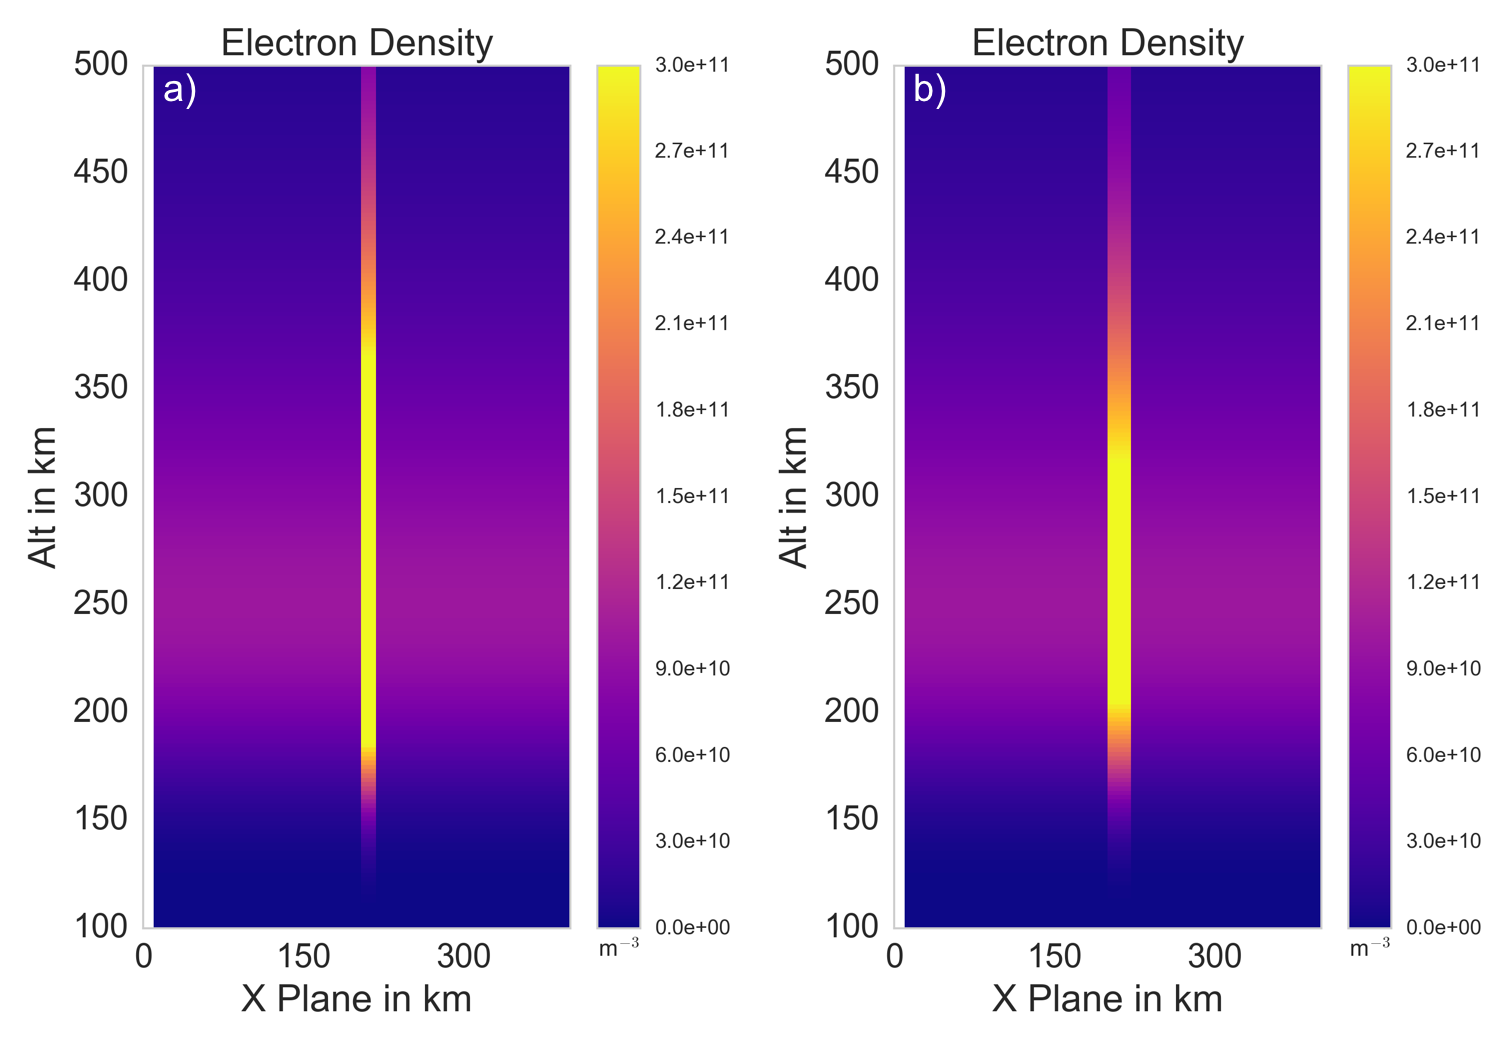 Electron Density
a)
500
450
400
350
300
250
200
150
100
Alt in km
0 150 300
X Plane in km
3.0e+11
2.7e+11
2.4e+11
2.1e+11
1.8e+11
1.5e+11
1.2e+11
9.0e+10
6.0e+10
3.0e+10
0.0e+00
m⁻³
Electron Density
b)
500
450
400
350
300
250
200
150
100
Alt in km
0 150 300
X Plane in km
3.0e+11
2.7e+11
2.4e+11
2.1e+11
1.8e+11
1.5e+11
1.2e+11
9.0e+10
6.0e+10
3.0e+10
0.0e+00
m⁻³